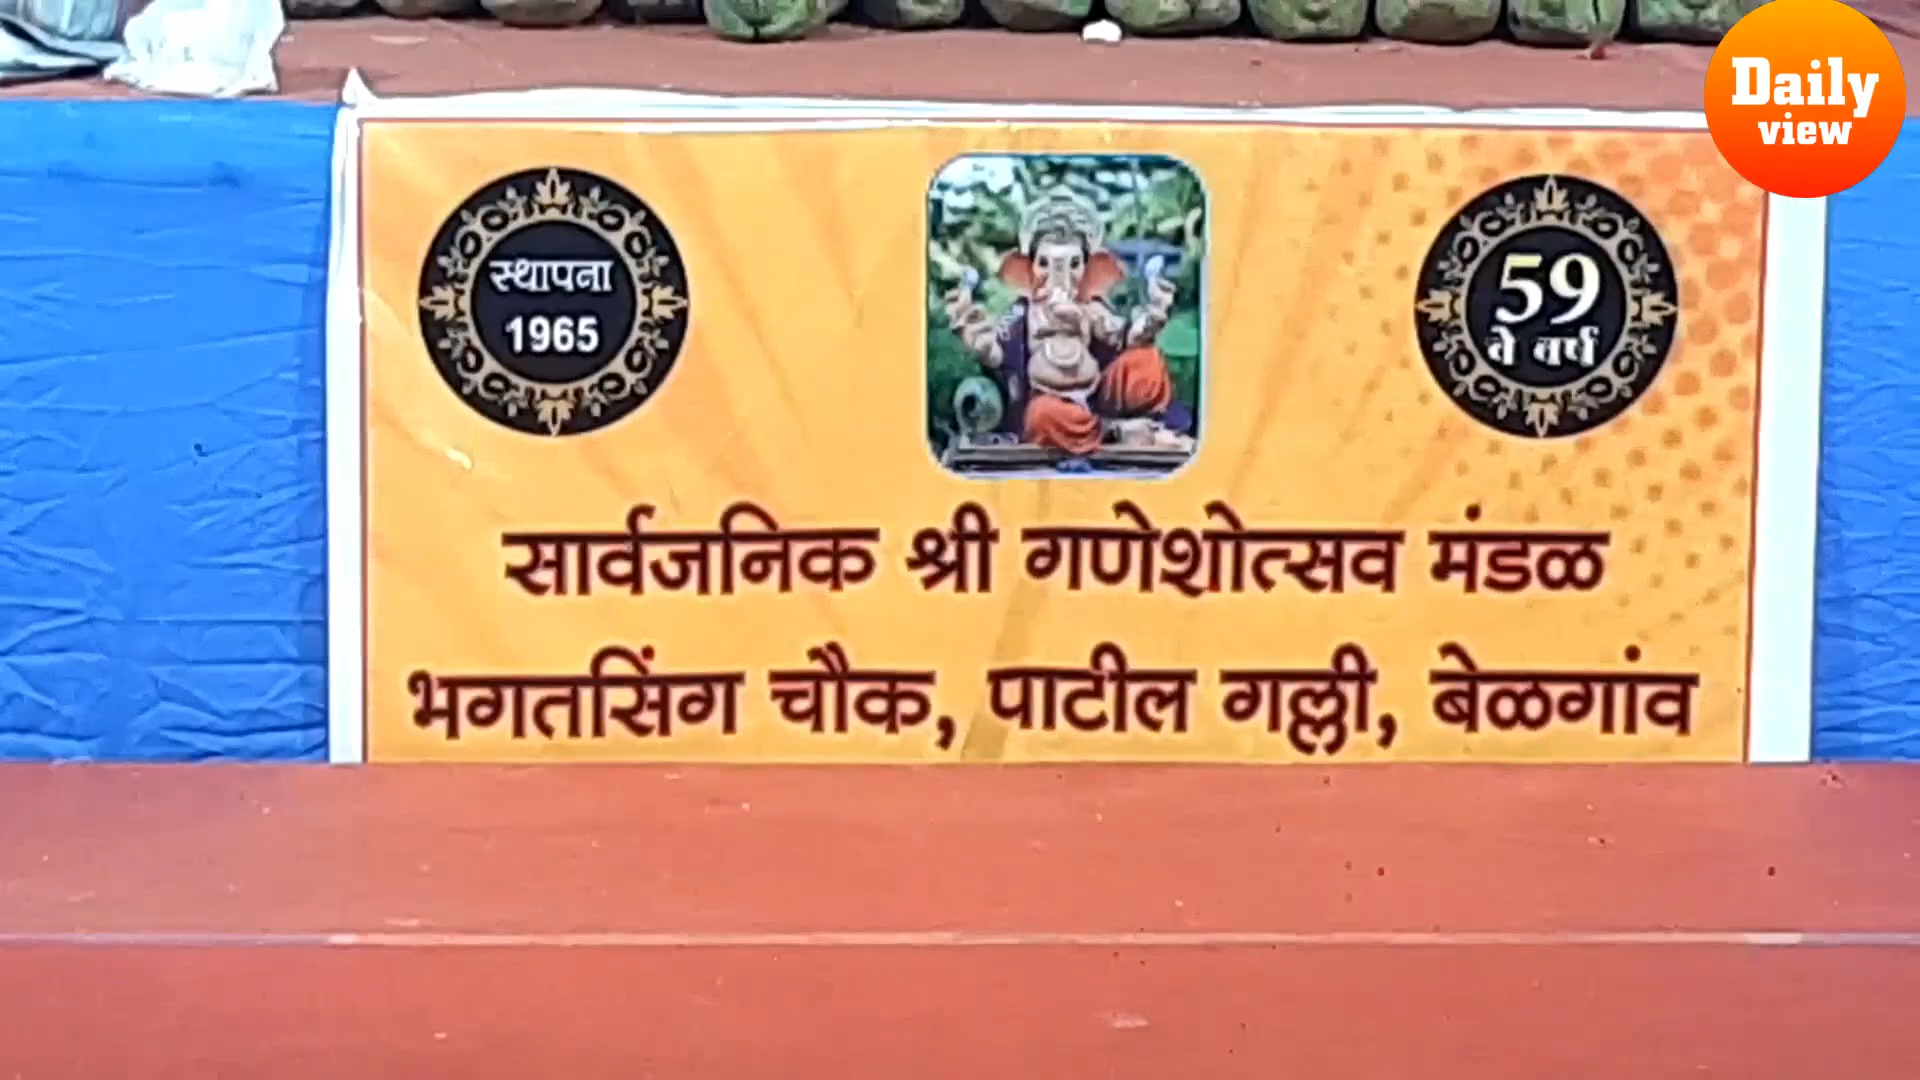 Daily
view
स्थापना
1965
59
वे वर्ष
सार्वजनिक श्री गणेशोत्सव मंडळ
भगतसिंग चौक, पाटील गल्ली, बेळगांव